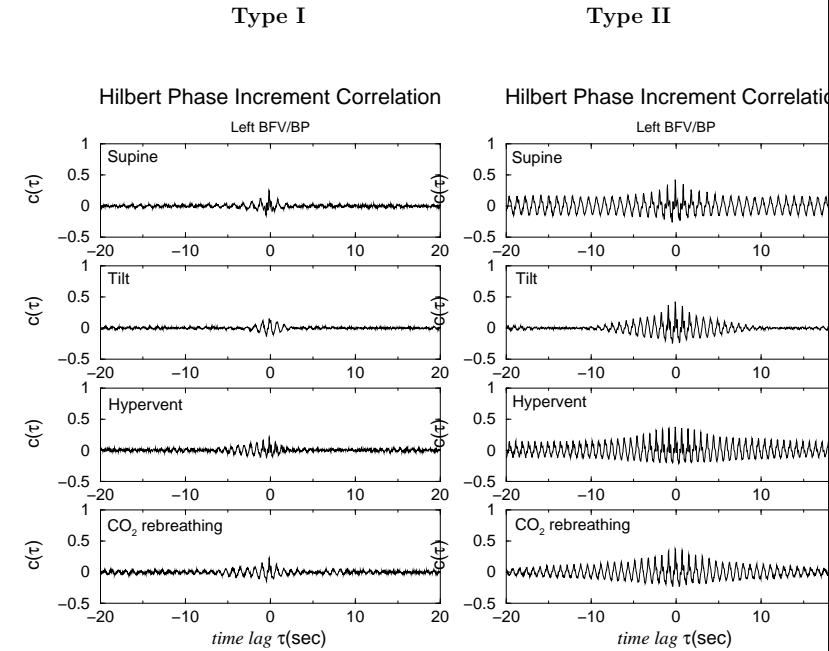 Type I
Type II
Hilbert Phase Increment Correlation
Left BFV/BP
Supine
c(τ)
1
0.5
0
−0.5
−20 −10 0 10 20
Tilt
c(τ)
1
0.5
0
−0.5
−20 −10 0 10 20
Hypervent
c(τ)
1
0.5
0
−0.5
−20 −10 0 10 20
CO2 rebreathing
c(τ)
1
0.5
0
−0.5
−20 −10 0 10 20
time lag τ(sec)
Hilbert Phase Increment Correlatio
Left BFV/BP
Supine
c(τ)
1
0.5
0
−0.5
−20 −10 0 10
Tilt
c(τ)
1
0.5
0
−0.5
−20 −10 0 10
Hypervent
c(τ)
1
0.5
0
−0.5
−20 −10 0 10
CO2 rebreathing
c(τ)
1
0.5
0
−0.5
−20 −10 0 10
time lag τ(sec)